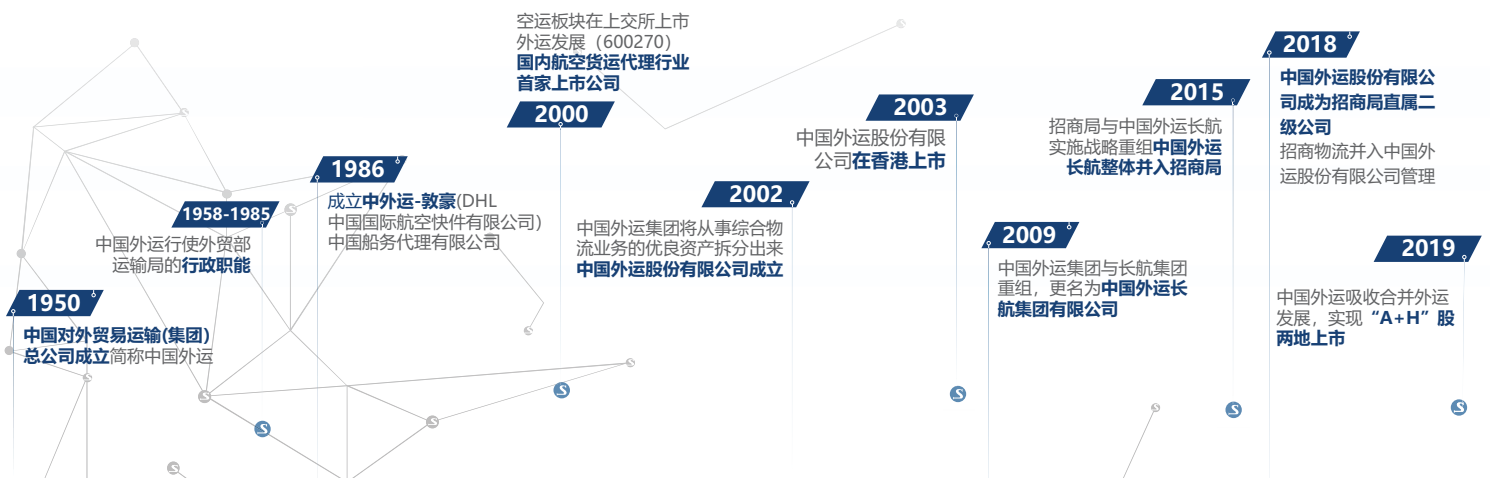 1950
中国对外贸易运输(集团)
总公司成立简称中国外运
1958-1985
中国外运行使外贸部
运输局的行政职能
1986
成立中外运-敦豪(DHL
中国国际航空快件有限公司)
中国船务代理有限公司
空运板块在上交所上市
外运发展（600270）
国内航空货运代理行业
首家上市公司
2000
2002
中国外运集团将从事综合物
流业务的优良资产拆分出来
中国外运股份有限公司成立
2003
中国外运股份有限
公司在香港上市
2009
中国外运集团与长航集团
重组，更名为中国外运长
航集团有限公司
2015
招商局与中国外运长航
实施战略重组中国外运
长航整体并入招商局
2018
中国外运股份有限公
司成为招商局直属二
级公司
招商物流并入中国外
运股份有限公司管理
2019
中国外运吸收合并外运
发展，实现“A+H”股
两地上市